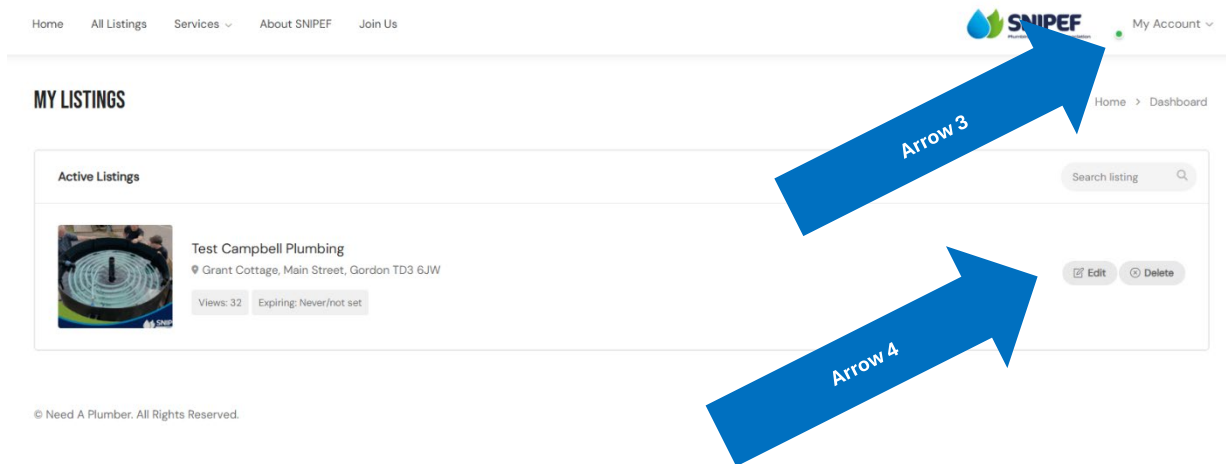 Home All Listings Services About SNIPEF Join Us SNIPEF My Account
MY LISTINGS
Home > Dashboard
Arrow 3
Active Listings
Search listing
Test Campbell Plumbing
Grant Cottage, Main Street, Gordon TD3 6JW
Edit Delete
Views: 32 Expiring: Never/not set
SNIP
Arrow 4
© Need A Plumber. All Rights Reserved.